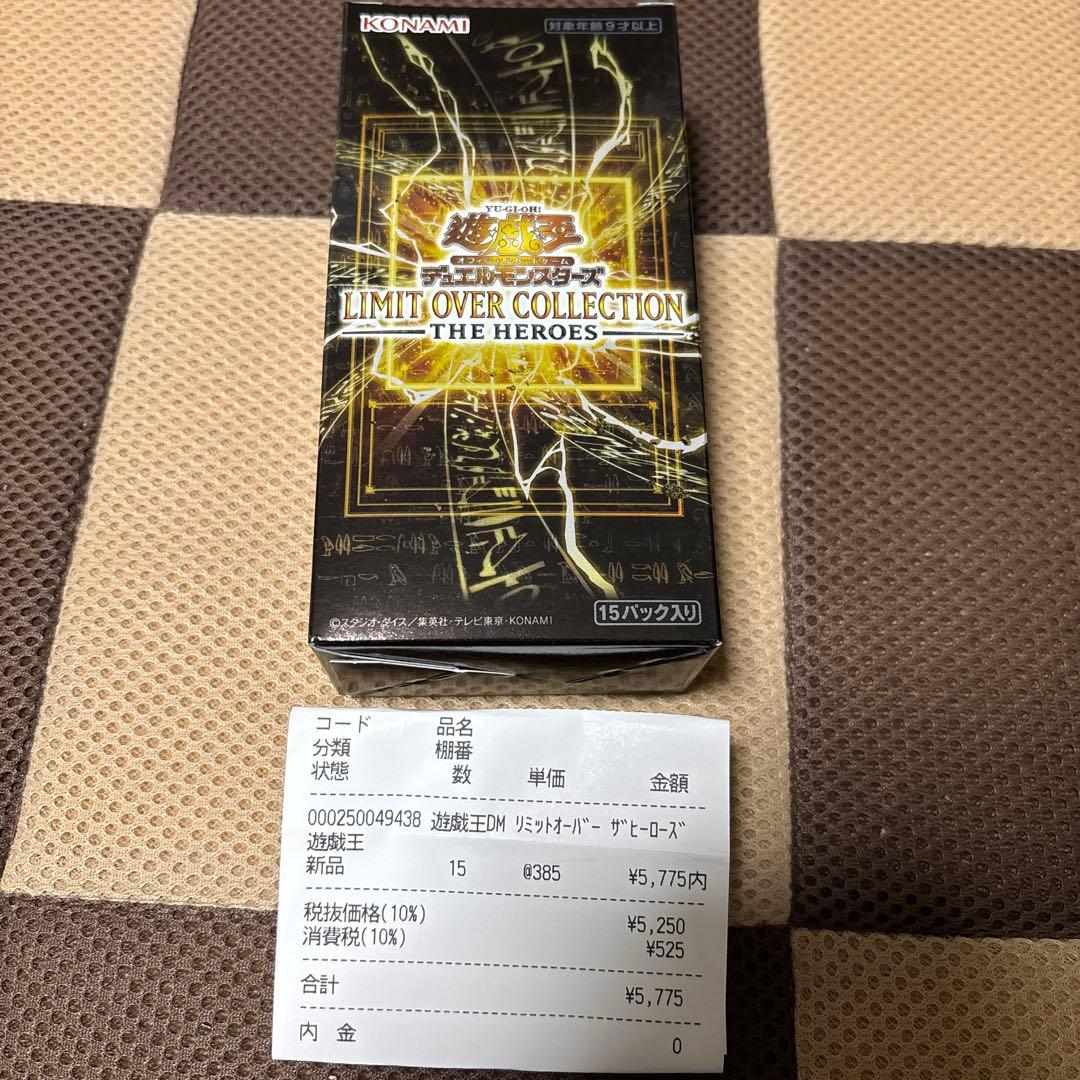 KONAMI
対象年齢9才以上
YU-GI-OH!
遊戯王
オフィシャルカードゲーム
デュエルモンスターズ
LIMIT OVER COLLECTION
THE HEROES
©スタジオ・ダイス/集英社・テレビ東京・KONAMI
15パック入り
コード 品名
分類 棚番
状態 数 単価 金額
000250049438 遊戯王DM ﾘﾐｯﾄｵｰﾊﾞｰ ｻﾞﾋｰﾛｰｽﾞ
遊戯王
新品 15 @385 ¥5,775内
税抜価格(10%) ¥5,250
消費税(10%) ¥525
合計 ¥5,775
内 金 0